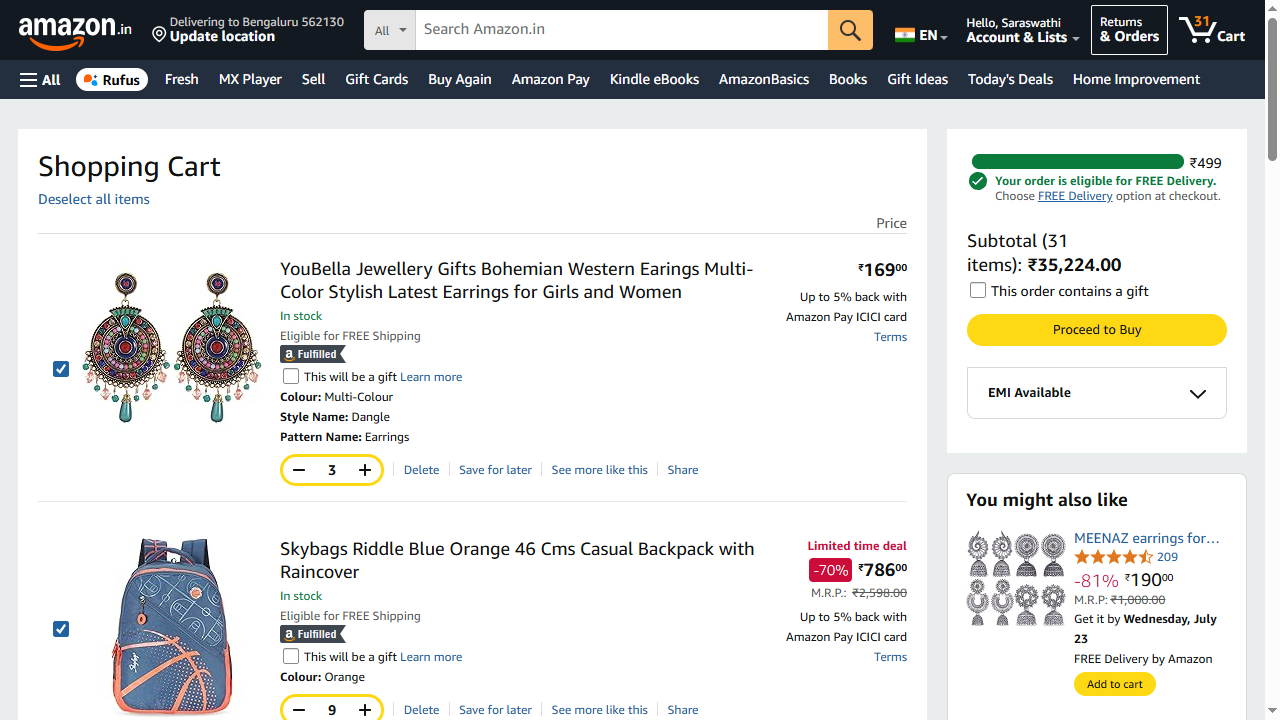 amazon.in
Delivering to Bengaluru 562130
Update location
All
Search Amazon.in
EN
Hello, Saraswathi
Account & Lists
Returns
& Orders
31
Cart
All
Rufus
Fresh
MX Player
Sell
Gift Cards
Buy Again
Amazon Pay
Kindle eBooks
AmazonBasics
Books
Gift Ideas
Today's Deals
Home Improvement
Shopping Cart
Deselect all items
Price
YouBella Jewellery Gifts Bohemian Western Earings Multi-
Color Stylish Latest Earrings for Girls and Women
In stock
Eligible for FREE Shipping
a Fulfilled
This will be a gift Learn more
Colour: Multi-Colour
Style Name: Dangle
Pattern Name: Earrings
3
Delete
Save for later
See more like this
Share
₹16900
Up to 5% back with
Amazon Pay ICICI card
Terms
Skybags Riddle Blue Orange 46 Cms Casual Backpack with
Raincover
In stock
Eligible for FREE Shipping
a Fulfilled
This will be a gift Learn more
Colour: Orange
9
Delete
Save for later
See more like this
Share
Limited time deal
-70% ₹78600
M.R.P.: ₹2,598.00
Up to 5% back with
Amazon Pay ICICI card
Terms
₹499
Your order is eligible for FREE Delivery.
Choose FREE Delivery option at checkout.
Subtotal (31
items): ₹35,224.00
This order contains a gift
Proceed to Buy
EMI Available
You might also like
MEENAZ earrings for…
209
-81% ₹19000
M.R.P: ₹1,000.00
Get it by Wednesday, July
23
FREE Delivery by Amazon
Add to cart